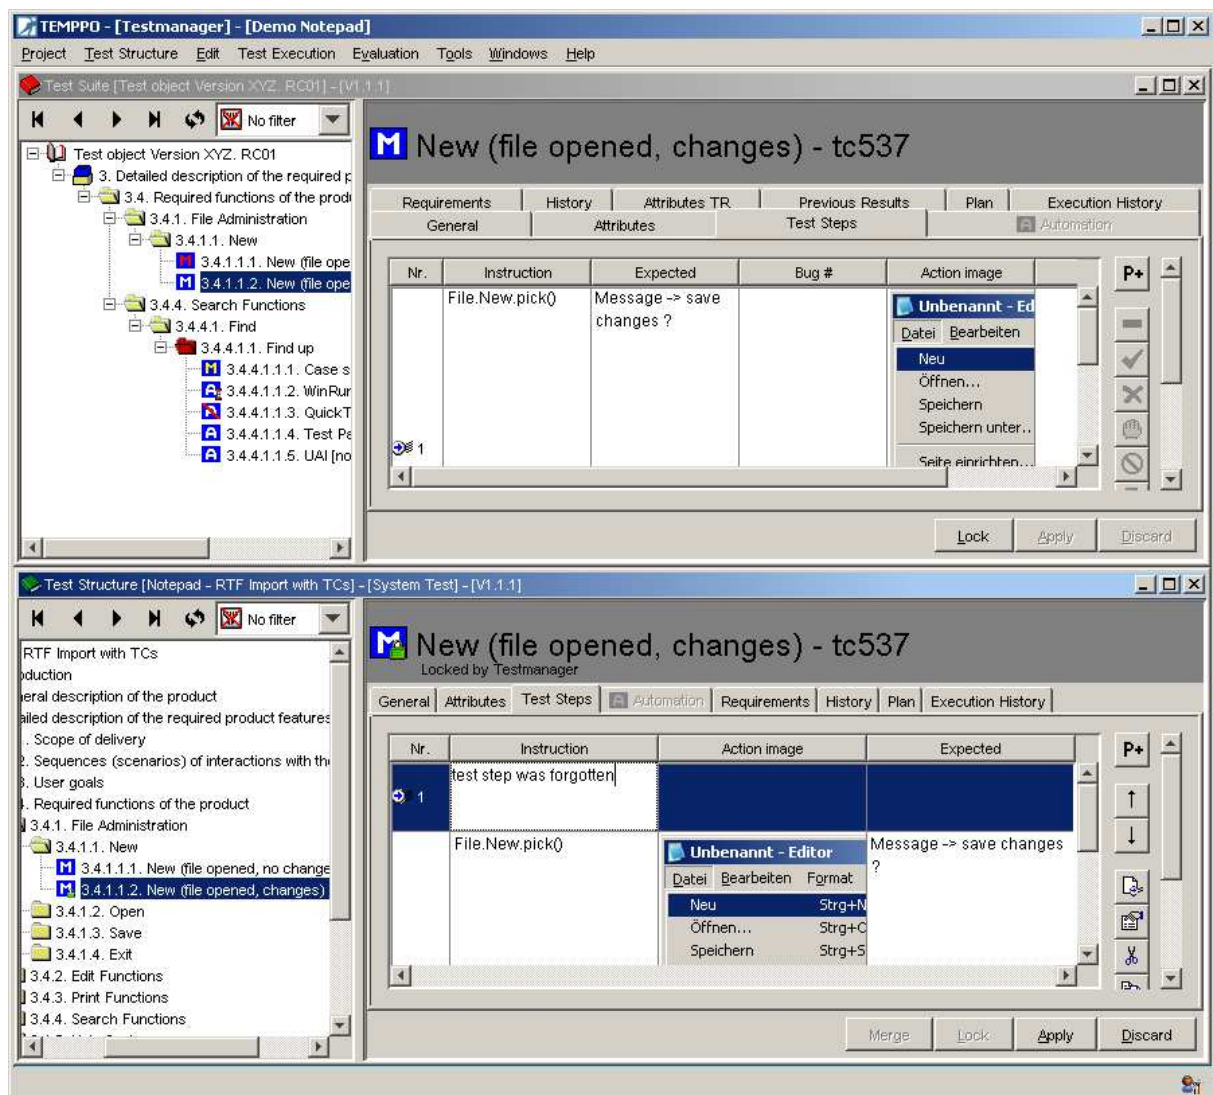 TEMPPO - [Testmanager] - [Demo Notepad]
Project Test Structure Edit Test Execution Evaluation Tools Windows Help
Test Suite [Test object Version XYZ. RC01] - [V1.1.1]
No filter
Test object Version XYZ. RC01
3. Detailed description of the required p
3.4. Required functions of the prod
3.4.1. File Administration
3.4.1.1. New
3.4.1.1.1. New (file ope
3.4.1.1.2. New (file ope
3.4.4. Search Functions
3.4.4.1. Find
3.4.4.1.1. Find up
3.4.4.1.1.1. Case s
3.4.4.1.1.2. WinRur
3.4.4.1.1.3. QuickT
3.4.4.1.1.4. Test Pa
3.4.4.1.1.5. UAI [no
New (file opened, changes) - tc537
Requirements History Attributes TR Previous Results Plan Execution History
General Attributes Test Steps Automation
Nr. Instruction Expected Bug # Action image
P+
File.New.pick() Message -> save
changes ?
1
Unbenannt - Ed
Datei Bearbeiten
Neu
Öffnen...
Speichern
Speichern unter..
Seite einrichten...
Lock Apply Discard
Test Structure [Notepad - RTF Import with TCs] - [System Test] - [V1.1.1]
No filter
RTF Import with TCs
oduction
eral description of the product
ailed description of the required product features
. Scope of delivery
2. Sequences (scenarios) of interactions with th
3. User goals
. Required functions of the product
3.4.1. File Administration
3.4.1.1. New
3.4.1.1.1. New (file opened, no change
3.4.1.1.2. New (file opened, changes)
3.4.1.2. Open
3.4.1.3. Save
3.4.1.4. Exit
3.4.2. Edit Functions
3.4.3. Print Functions
3.4.4. Search Functions
New (file opened, changes) - tc537
Locked by Testmanager
General Attributes Test Steps Automation Requirements History Plan Execution History
Nr. Instruction Action image Expected
P+
1 test step was forgotten
File.New.pick() Message -> save changes
?
Unbenannt - Editor
Datei Bearbeiten Format
Neu Strg+N
Öffnen... Strg+O
Speichern Strg+S
Merge Lock Apply Discard